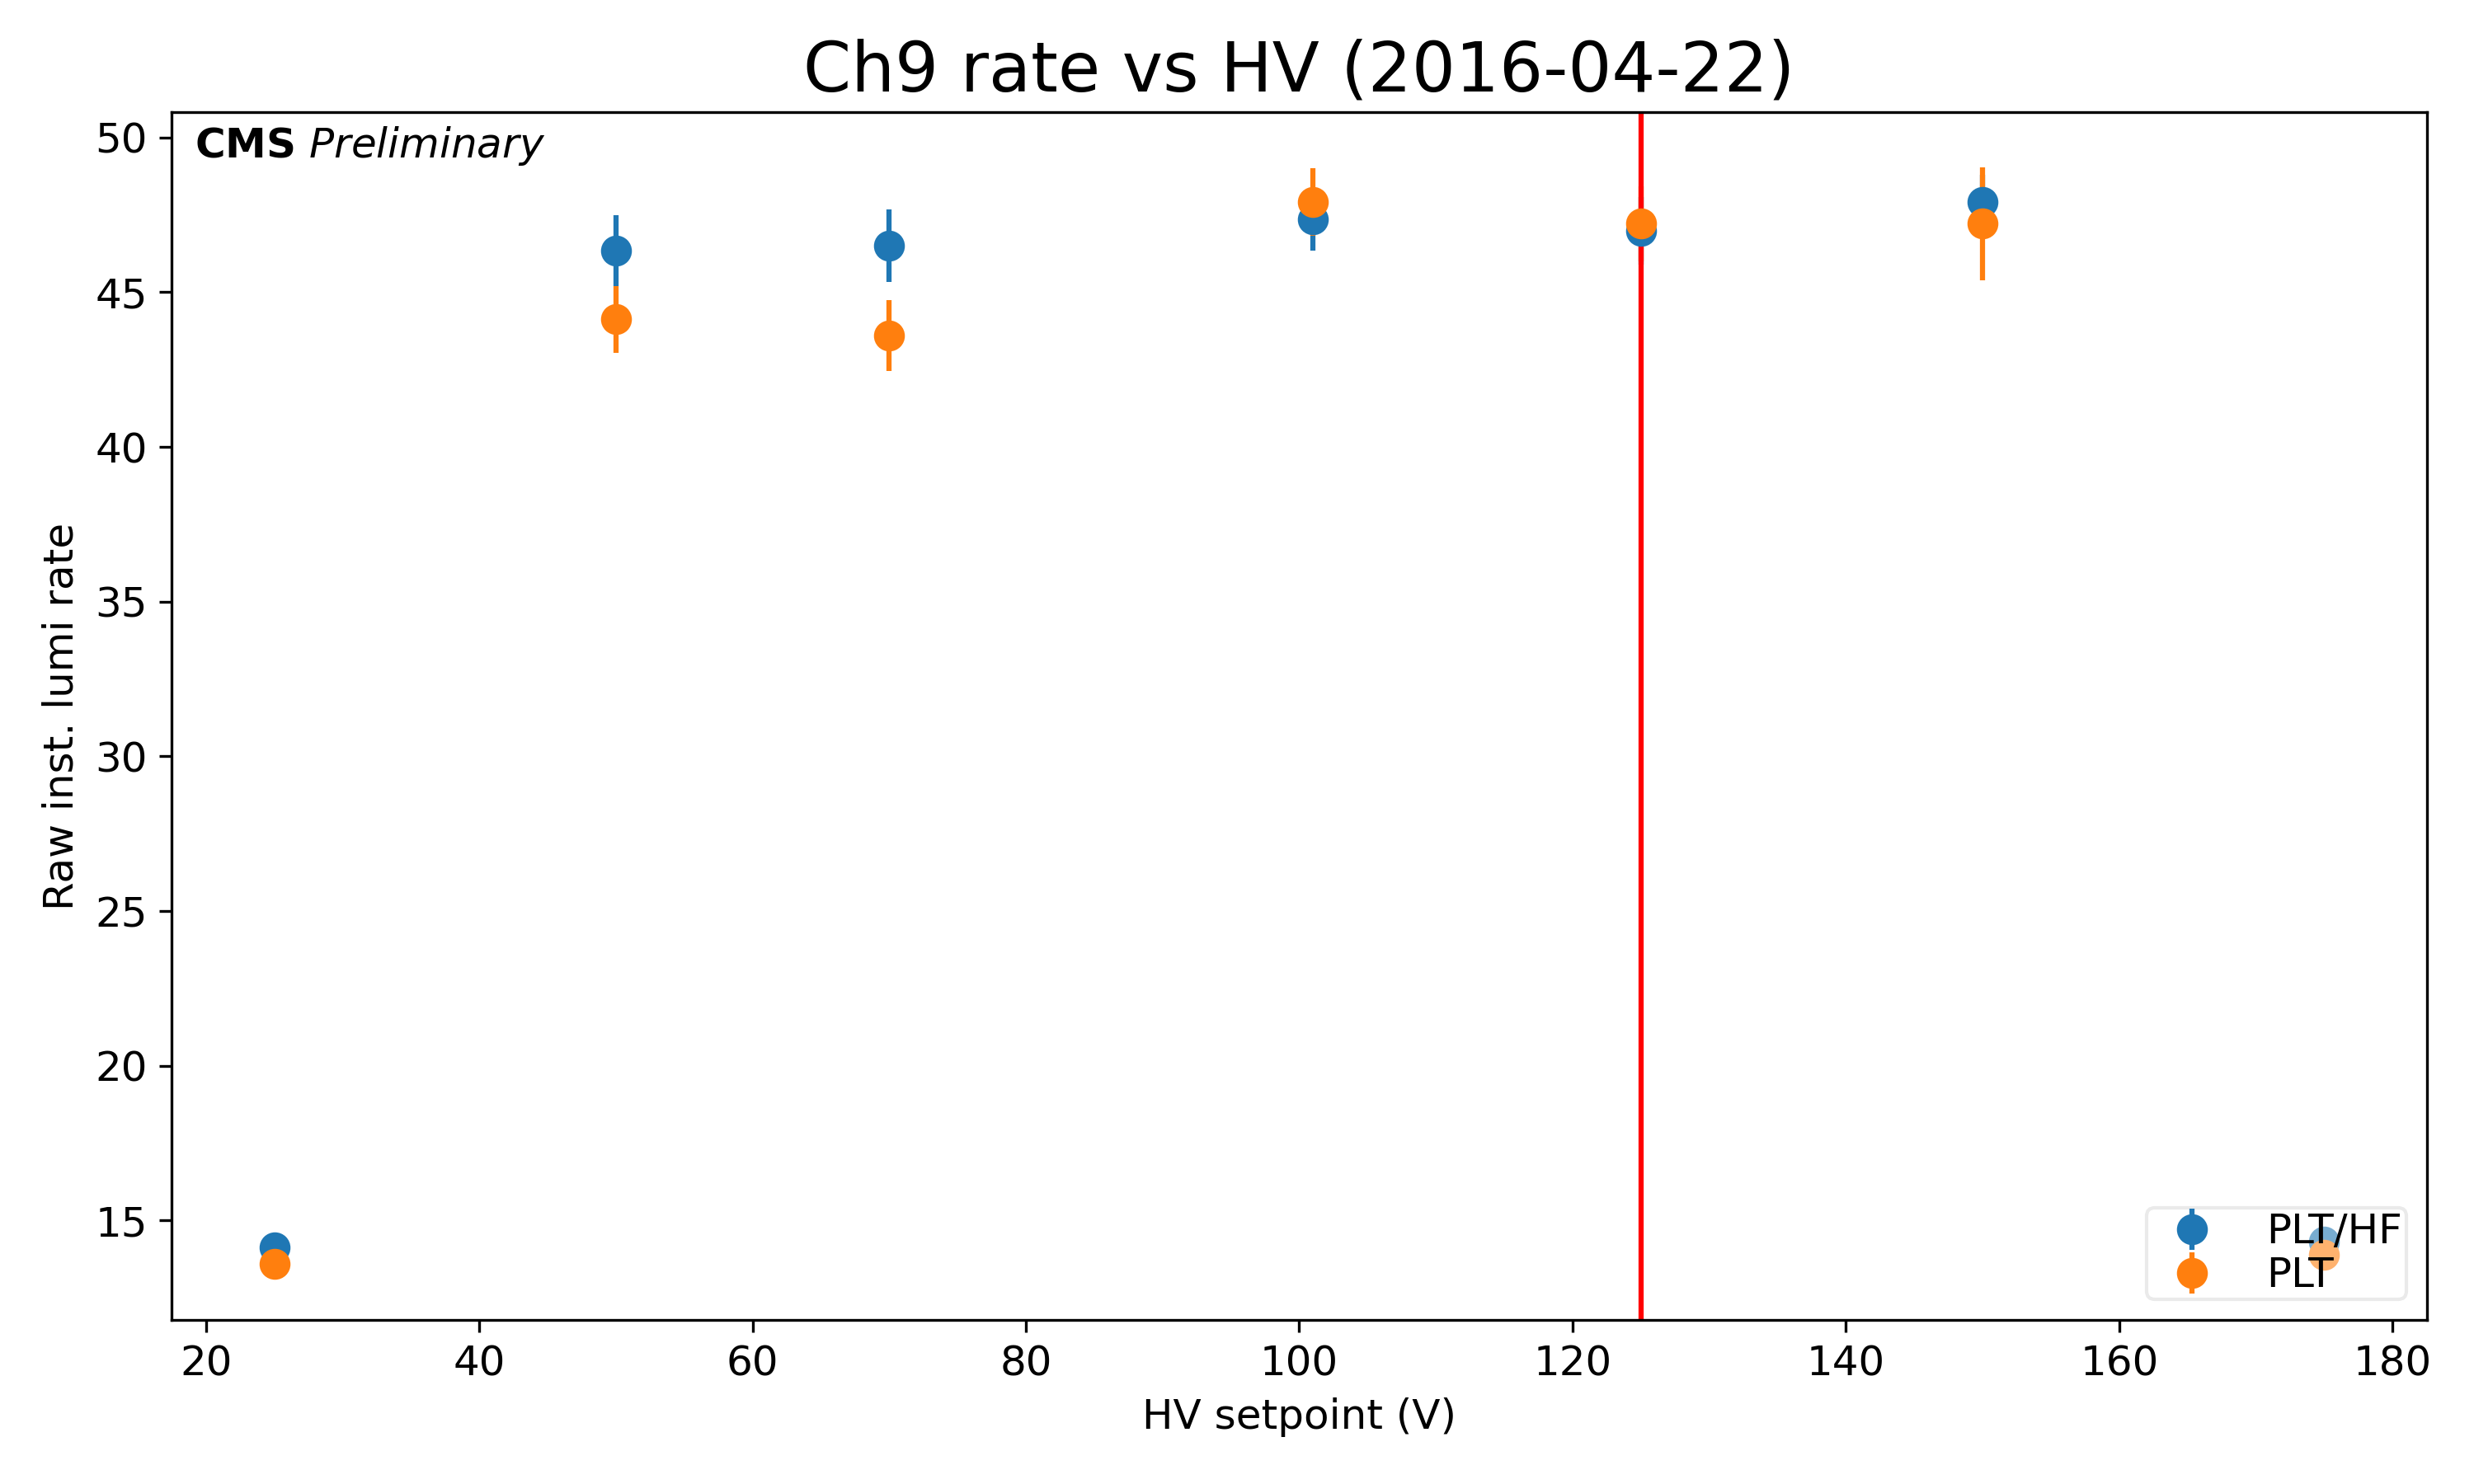 Ch9 rate vs HV (2016-04-22)
CMS Preliminary
Raw inst. lumi rate
50
45
40
35
30
25
20
15
PLT/HF
PLT
20 40 60 80 100 120 140 160 180
HV setpoint (V)